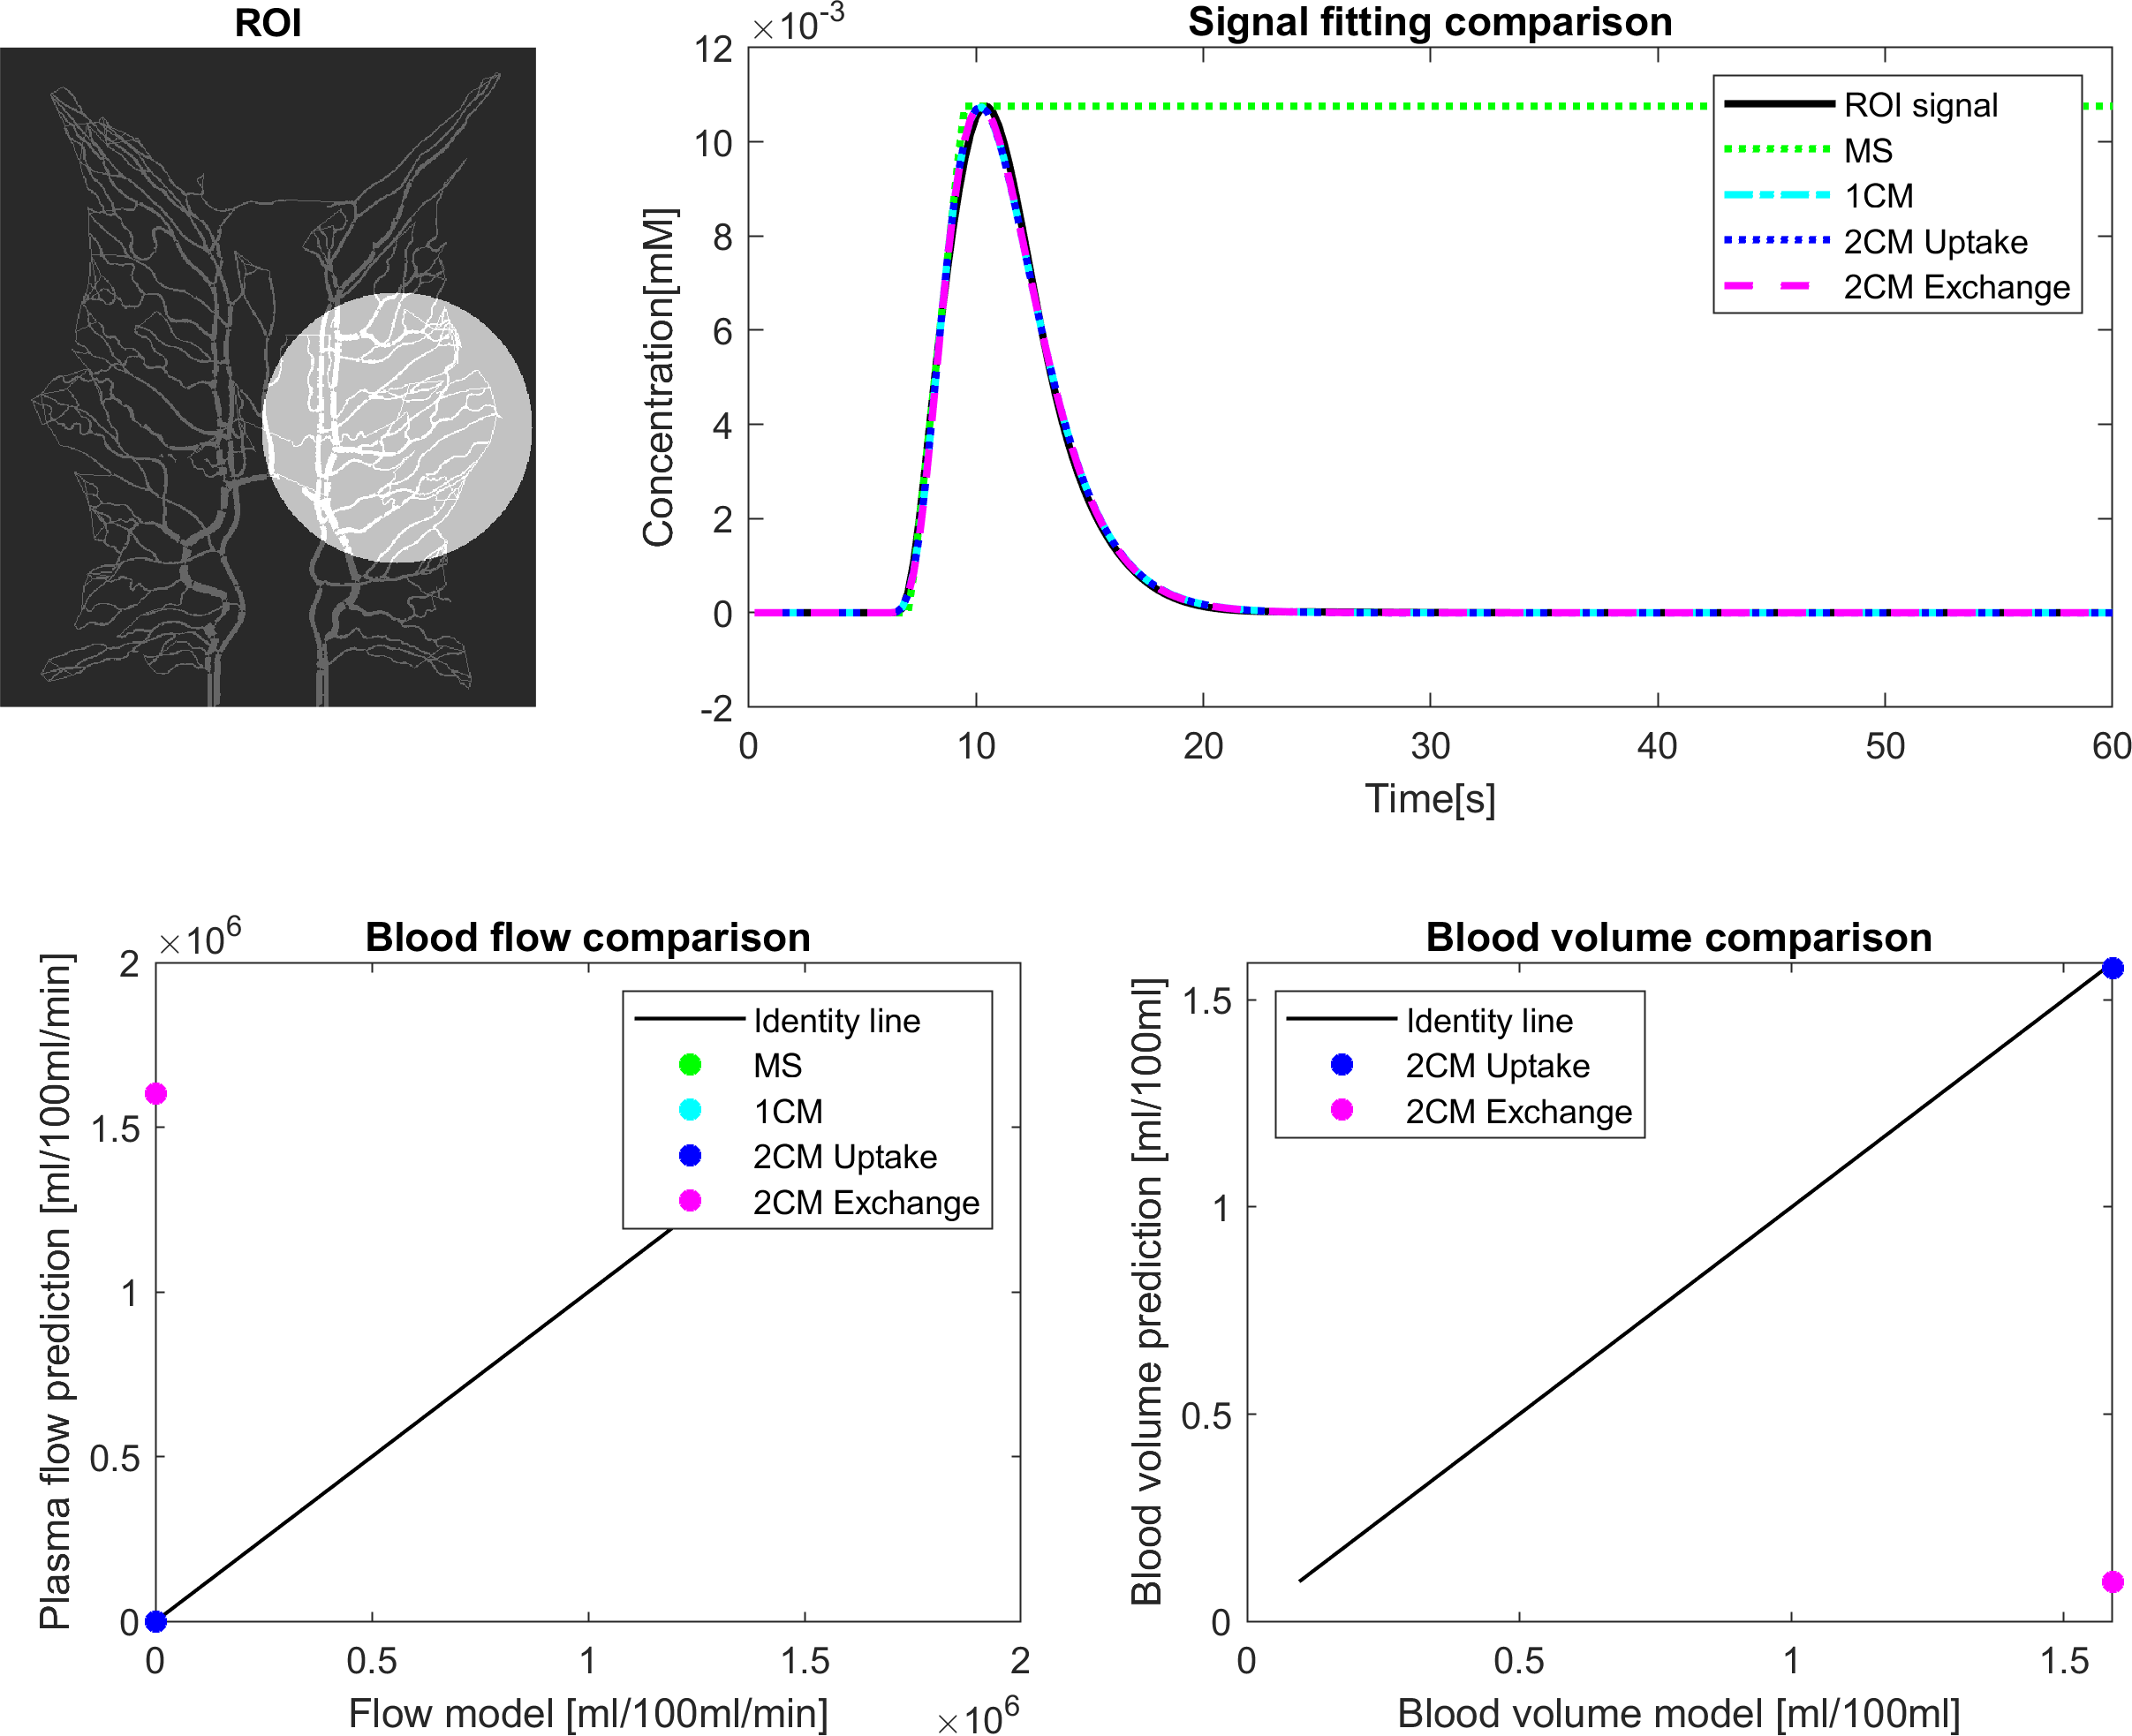 ROI
Signal fitting comparison
×10-3
12
10
8
6
4
2
0
-2
Concentration[mM]
ROI signal
MS
1CM
2CM Uptake
2CM Exchange
0 10 20 30 40 50 60
Time[s]
Blood flow comparison
×106
2
1.5
1
0.5
0
Plasma flow prediction [ml/100ml/min]
Identity line
MS
1CM
2CM Uptake
2CM Exchange
0 0.5 1 1.5 2
Flow model [ml/100ml/min]
×106
Blood volume comparison
1.5
1
0.5
0
Blood volume prediction [ml/100ml]
Identity line
2CM Uptake
2CM Exchange
0 0.5 1 1.5
Blood volume model [ml/100ml]